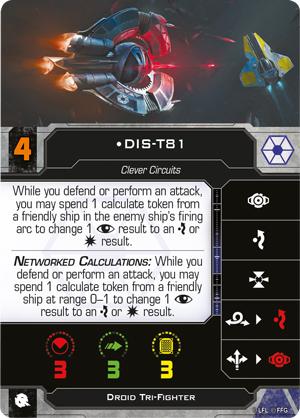 •DIS-T81
4
Clever Circuits
While you defend or perform an attack,
you may spend 1 calculate token from
a friendly ship in the enemy ship's firing
arc to change 1 result to an or
result.
NETWORKED CALCULATIONS: While you
defend or perform an attack, you may
spend 1 calculate token from a friendly
ship at range 0–1 to change 1
result to an or result.
3 3 3
DROID TRI-FIGHTER
LFL ©FFG